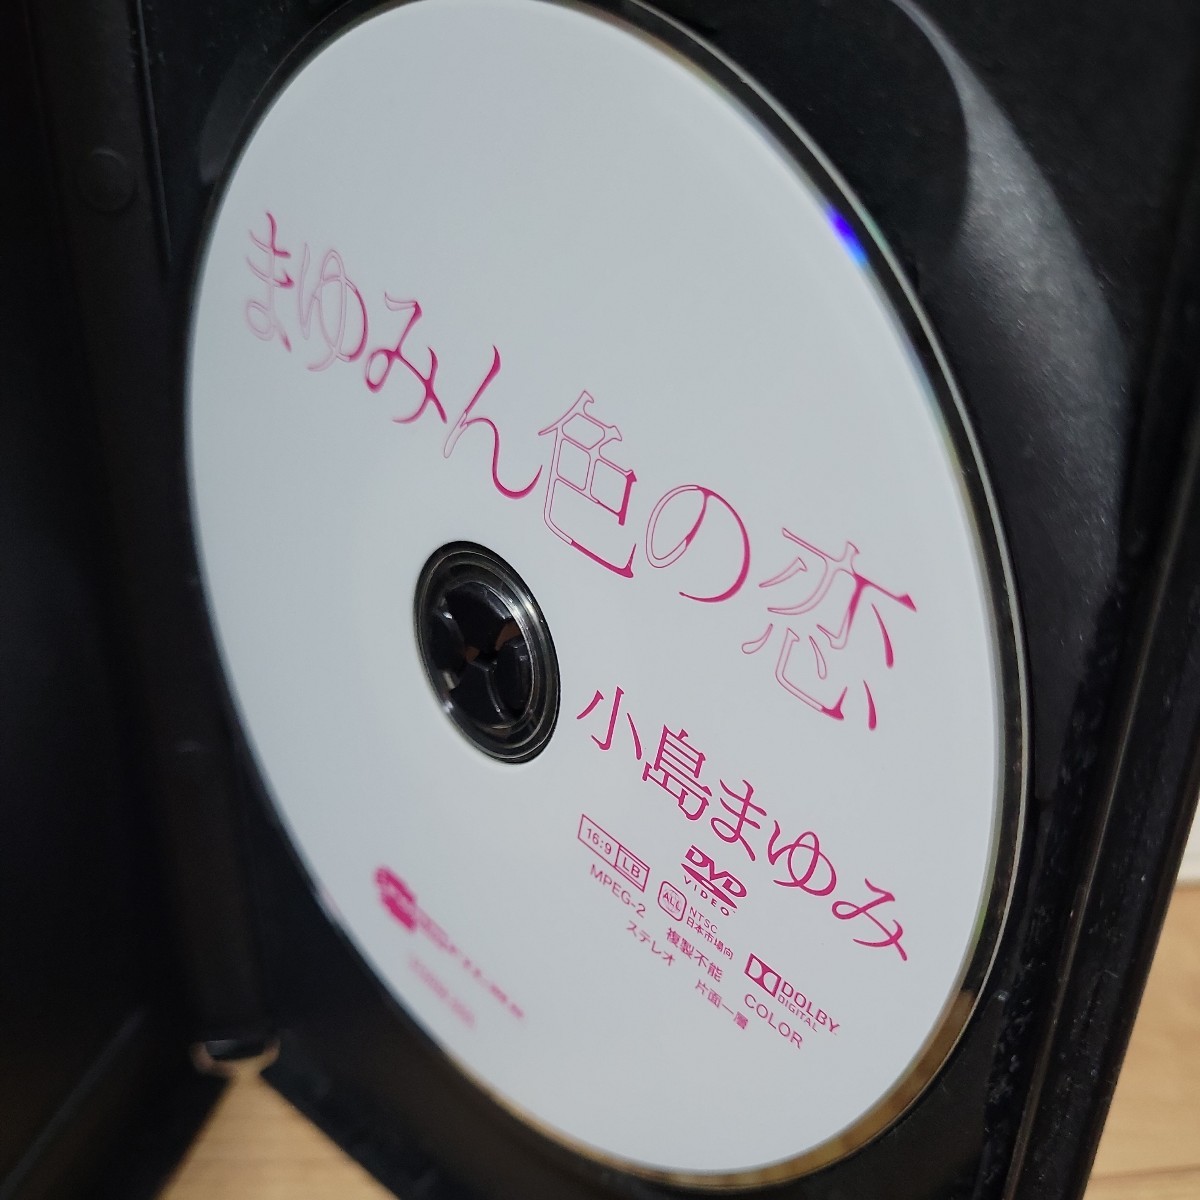 まゆみん色の恋
小島まゆみ
16:9 LB
DVD
VIDEO
ALL
NTSC
日本市場向
DOLBY
DIGITAL
MPEG-2
複製不能
COLOR
ステレオ
片面一層